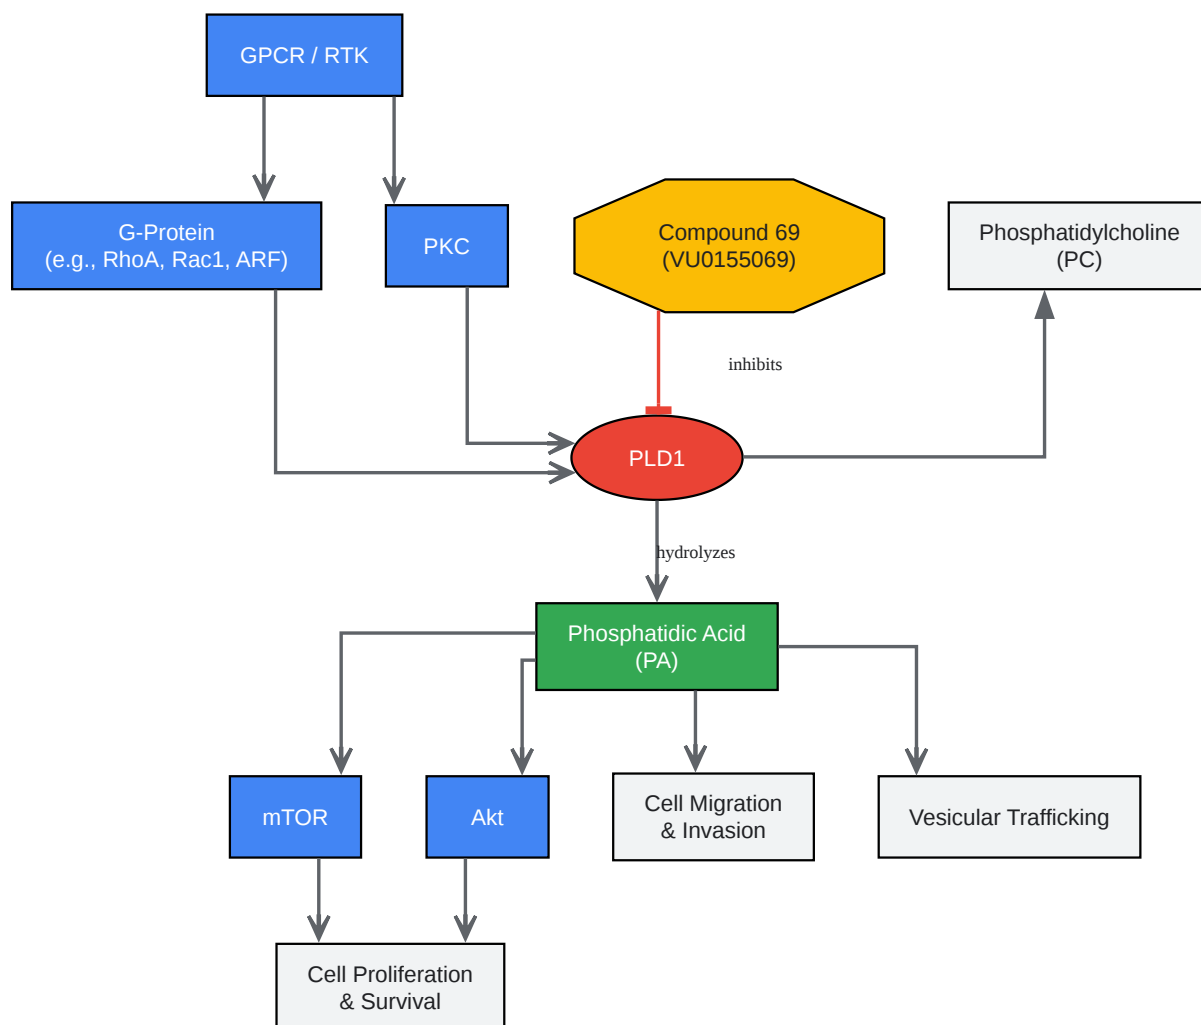 GPCR / RTK
G-Protein
(e.g., RhoA, Rac1, ARF)
PKC
Compound 69
(VU0155069)
Phosphatidylcholine
(PC)
inhibits
PLD1
hydrolyzes
Phosphatidic Acid
(PA)
mTOR
Akt
Cell Migration
& Invasion
Vesicular Trafficking
Cell Proliferation
& Survival